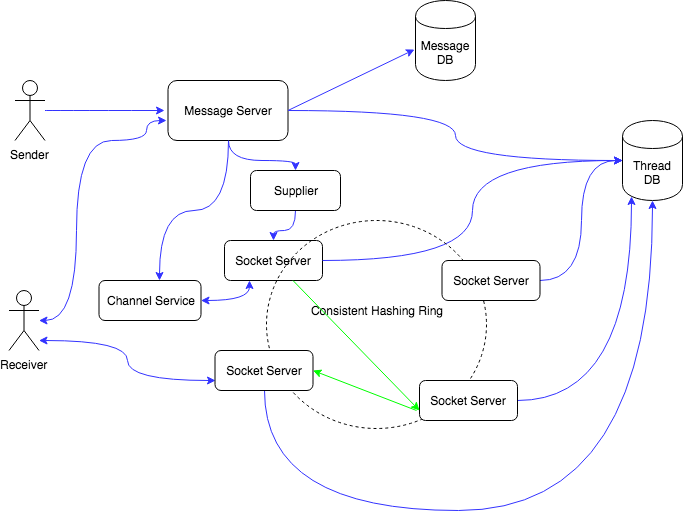 Message
DB
Message Server
Sender
Thread
DB
Supplier
Socket Server
Socket Server
Channel Service
Consistent Hashing Ring
Receiver
Socket Server
Socket Server